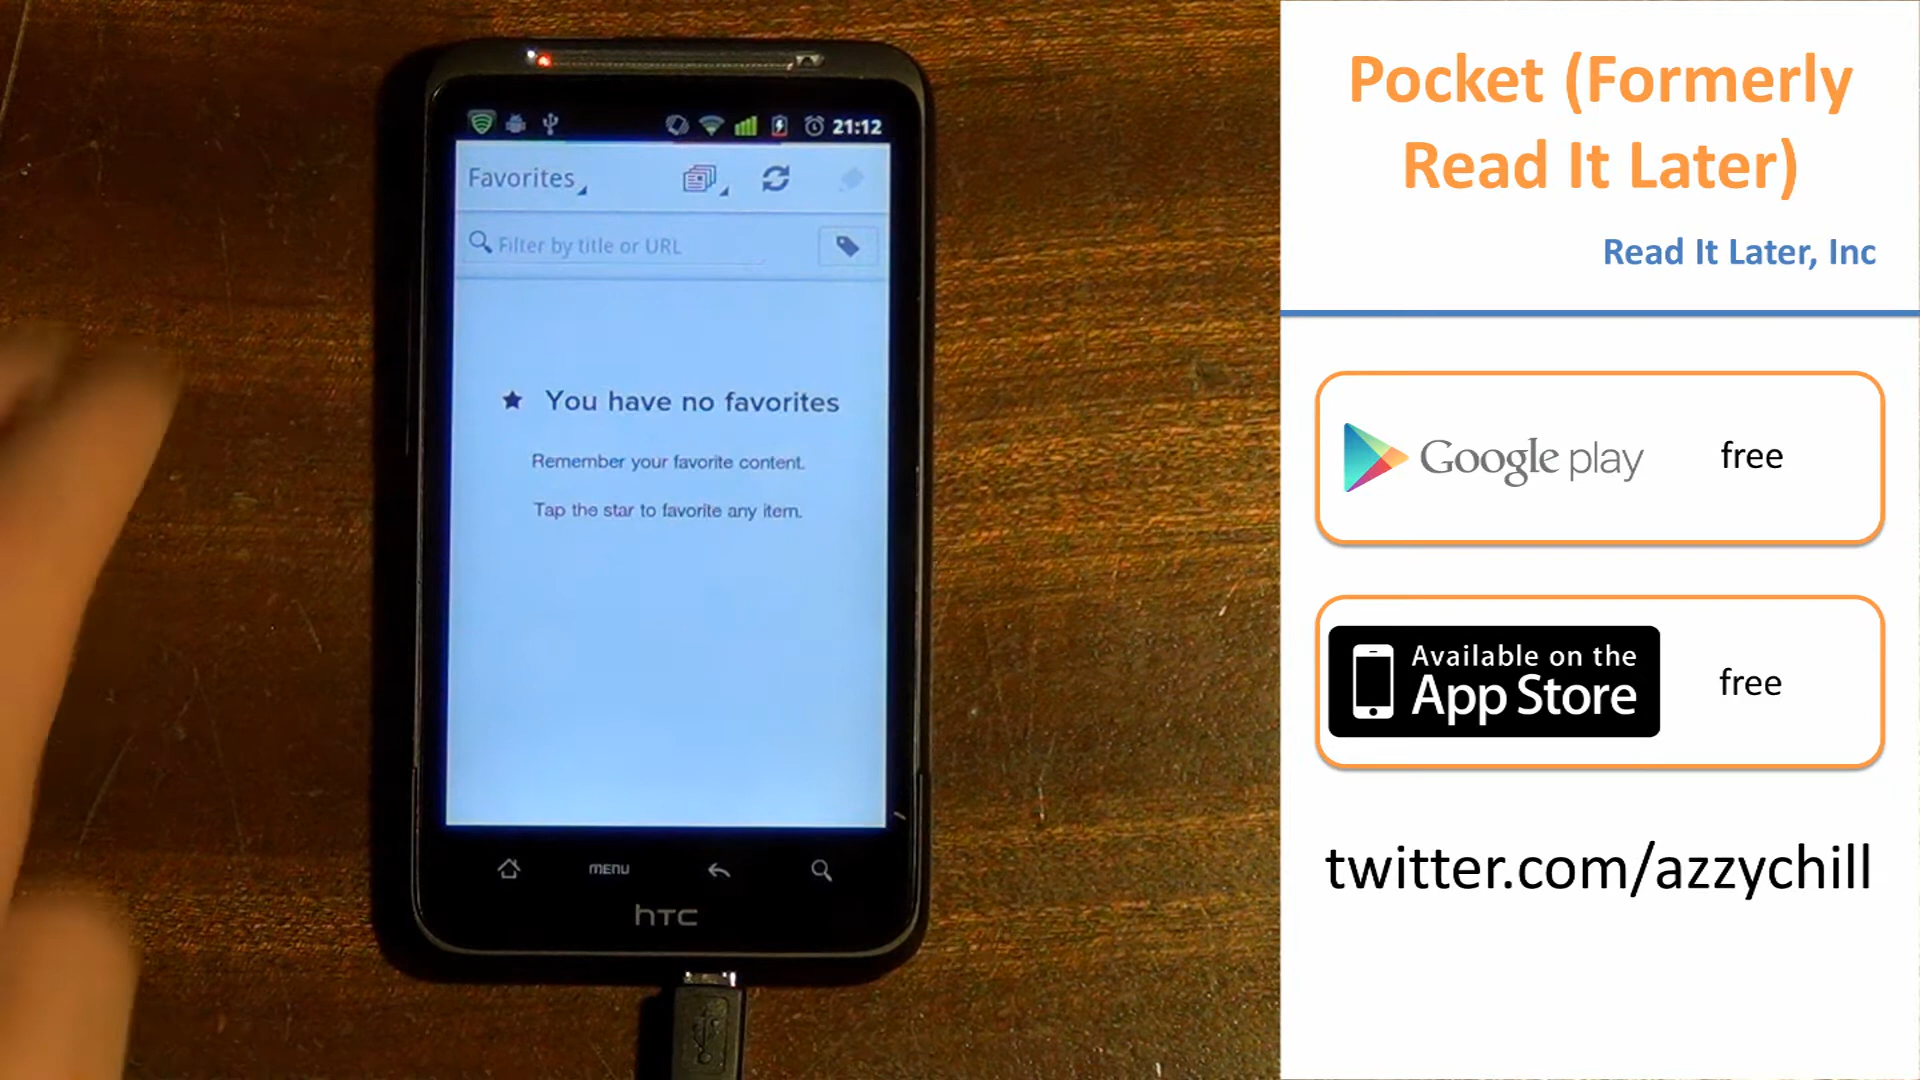 21:12
Favorites
Filter by title or URL
You have no favorites
Remember your favorite content.
Tap the star to favorite any item.
MENU
hTC
Pocket (Formerly
Read It Later)
Read It Later, Inc
Google play
free
Available on the
App Store
free
twitter.com/azzychill